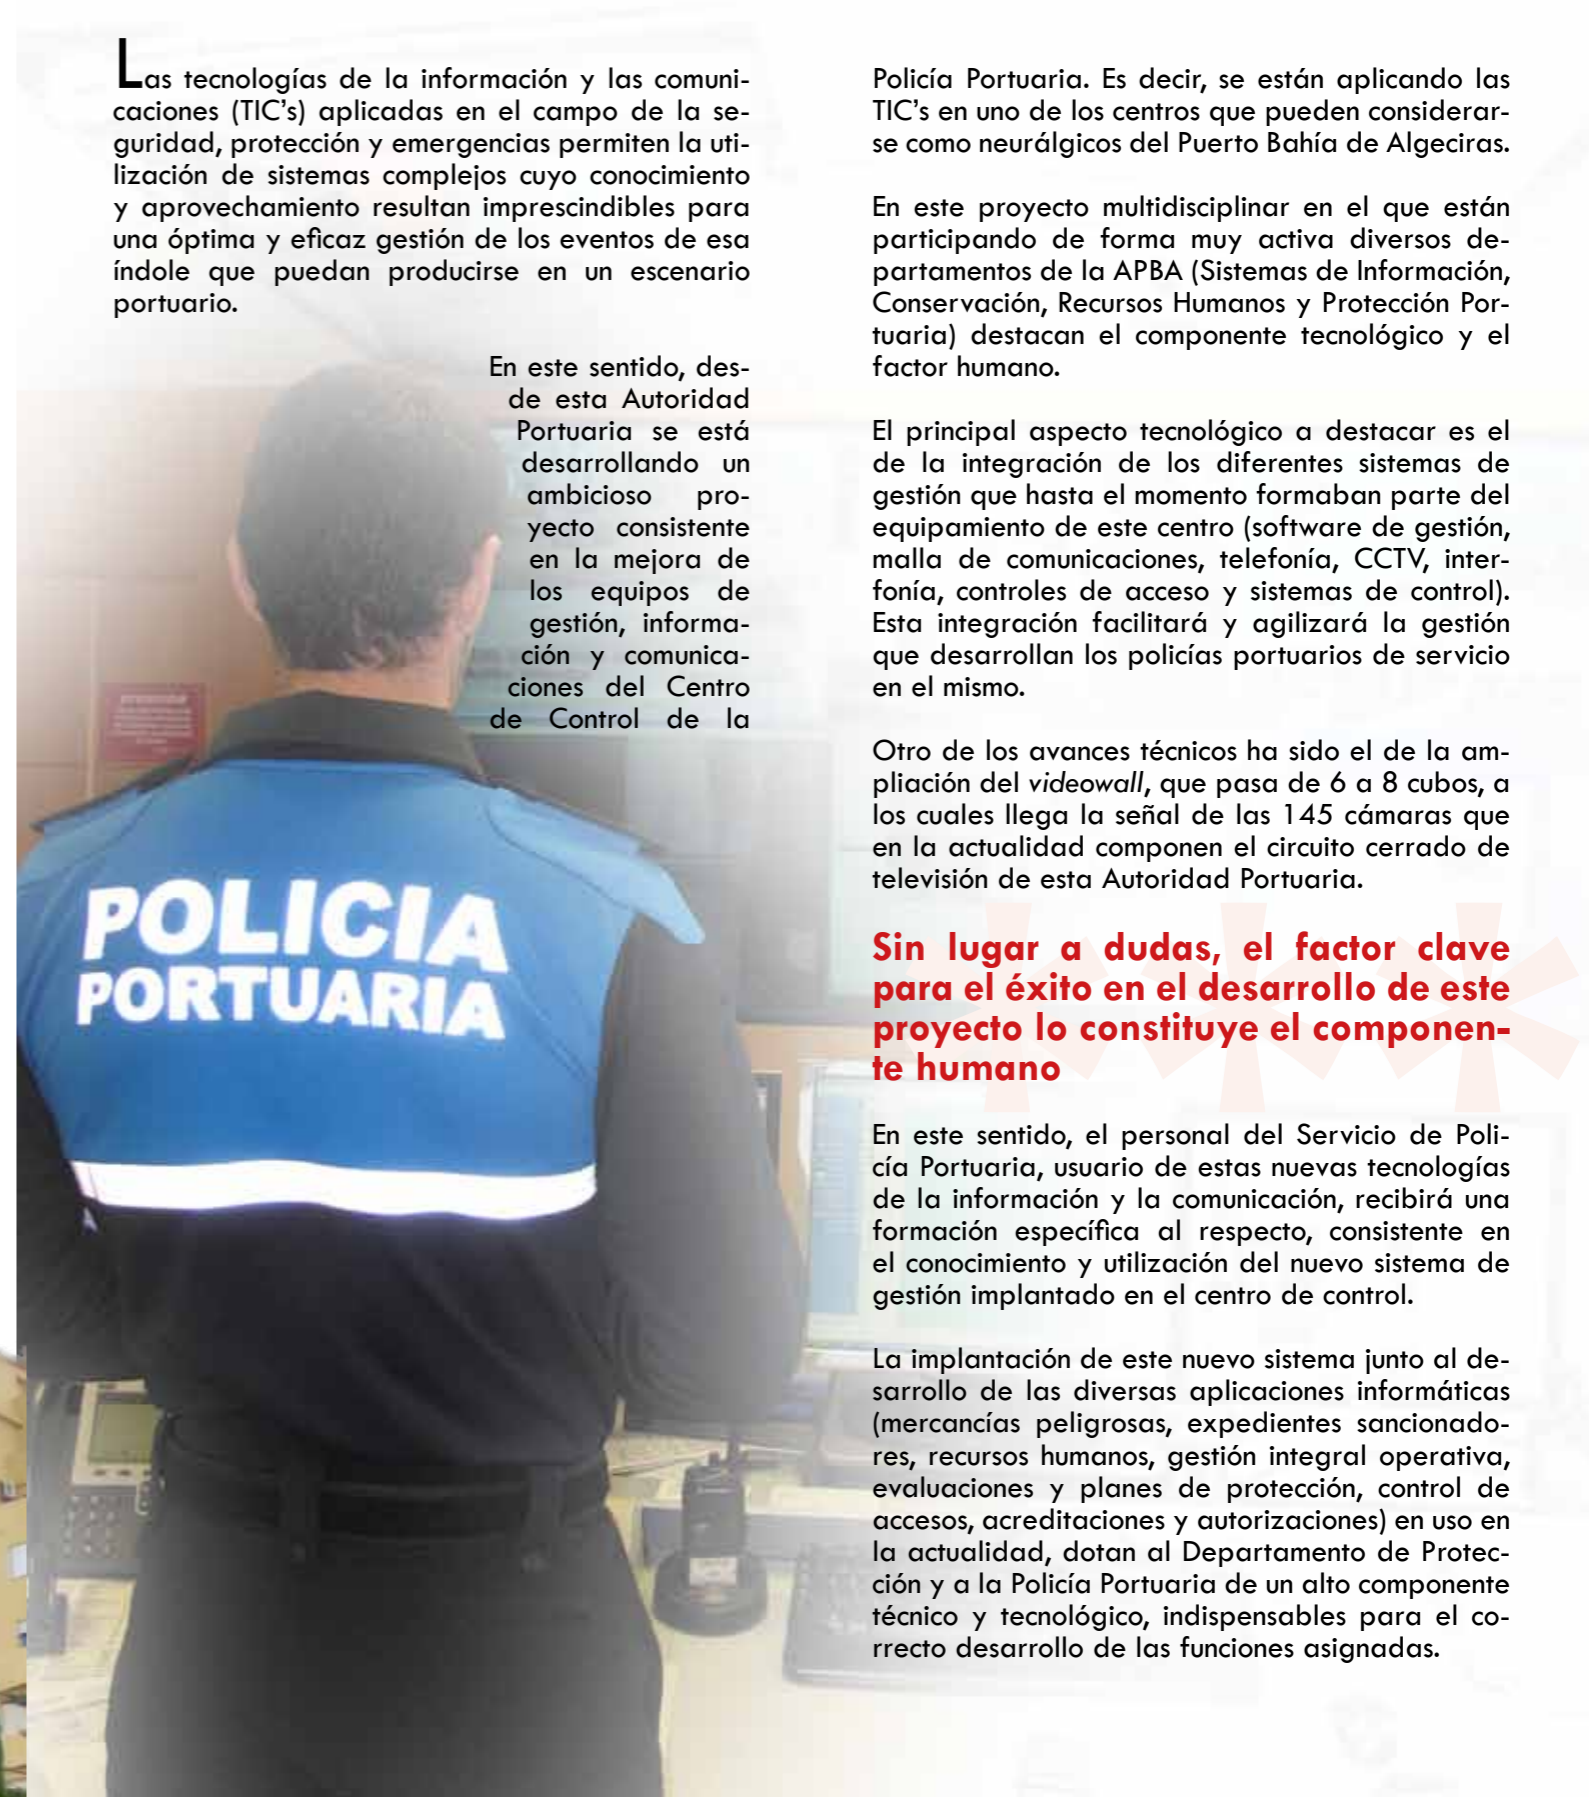 Las tecnologías de la información y las comuni-
caciones (TIC's) aplicadas en el campo de la se-
guridad, protección y emergencias permiten la uti-
lización de sistemas complejos cuyo conocimiento
y aprovechamiento resultan imprescindibles para
una óptima y eficaz gestión de los eventos de esa
índole que puedan producirse en un escenario
portuario.
En este sentido, des-
de esta Autoridad
Portuaria se está
desarrollando un
ambicioso pro-
yecto consistente
en la mejora de
los equipos de
gestión, informa-
ción y comunica-
ciones del Centro
de Control de la
POLICIA
PORTUARIA
Policía Portuaria. Es decir, se están aplicando las
TIC's en uno de los centros que pueden considerar-
se como neurálgicos del Puerto Bahía de Algeciras.
En este proyecto multidisciplinar en el que están
participando de forma muy activa diversos de-
partamentos de la APBA (Sistemas de Información,
Conservación, Recursos Humanos y Protección Por-
tuaria) destacan el componente tecnológico y el
factor humano.
El principal aspecto tecnológico a destacar es el
de la integración de los diferentes sistemas de
gestión que hasta el momento formaban parte del
equipamiento de este centro (software de gestión,
malla de comunicaciones, telefonía, CCTV, inter-
fonía, controles de acceso y sistemas de control).
Esta integración facilitará y agilizará la gestión
que desarrollan los policías portuarios de servicio
en el mismo.
Otro de los avances técnicos ha sido el de la am-
pliación del videowall, que pasa de 6 a 8 cubos, a
los cuales llega la señal de las 145 cámaras que
en la actualidad componen el circuito cerrado de
televisión de esta Autoridad Portuaria.
Sin lugar a dudas, el factor clave
para el éxito en el desarrollo de este
proyecto lo constituye el componen-
te humano
En este sentido, el personal del Servicio de Poli-
cía Portuaria, usuario de estas nuevas tecnologías
de la información y la comunicación, recibirá una
formación específica al respecto, consistente en
el conocimiento y utilización del nuevo sistema de
gestión implantado en el centro de control.
La implantación de este nuevo sistema junto al de-
sarrollo de las diversas aplicaciones informáticas
(mercancías peligrosas, expedientes sancionado-
res, recursos humanos, gestión integral operativa,
evaluaciones y planes de protección, control de
accesos, acreditaciones y autorizaciones) en uso en
la actualidad, dotan al Departamento de Protec-
ción y a la Policía Portuaria de un alto componente
técnico y tecnológico, indispensables para el co-
rrecto desarrollo de las funciones asignadas.